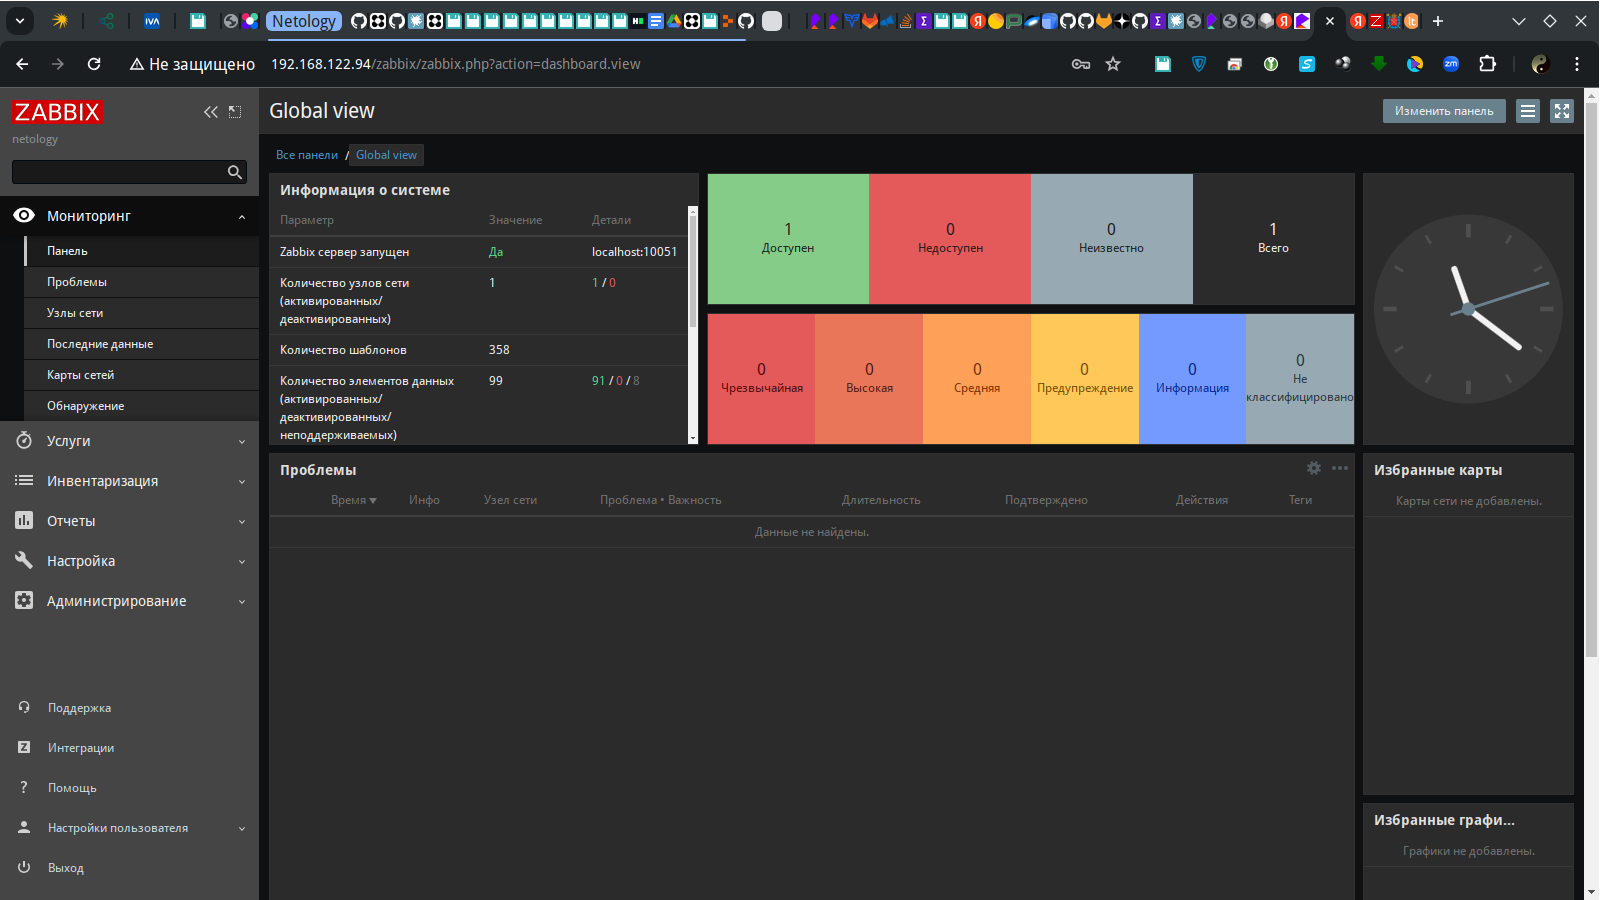 Netology
Не защищено
192.168.122.94/zabbix/zabbix.php?action=dashboard.view
ZABBIX
netology
Мониторинг
Панель
Проблемы
Узлы сети
Последние данные
Карты сетей
Обнаружение
Услуги
Инвентаризация
Отчеты
Настройка
Администрирование
Поддержка
Интеграции
Помощь
Настройки пользователя
Выход
Global view
Изменить панель
Все панели / Global view
Информация о системе
Параметр Значение Детали
Zabbix сервер запущен Да localhost:10051
Количество узлов сети 1 1 / 0
(активированных/
деактивированных)
Количество шаблонов 358
Количество элементов данных 99 91 / 0 / 8
(активированных/
деактивированных/
неподдерживаемых)
1 0 0 1
Доступен Недоступен Неизвестно Всего
0 0 0 0 0 0
Чрезвычайная Высокая Средняя Предупреждение Информация Не
классифицировано
Проблемы
Время Инфо Узел сети Проблема • Важность Длительность Подтверждено Действия Теги
Данные не найдены.
Избранные карты
Карты сети не добавлены.
Избранные графи...
Графики не добавлены.